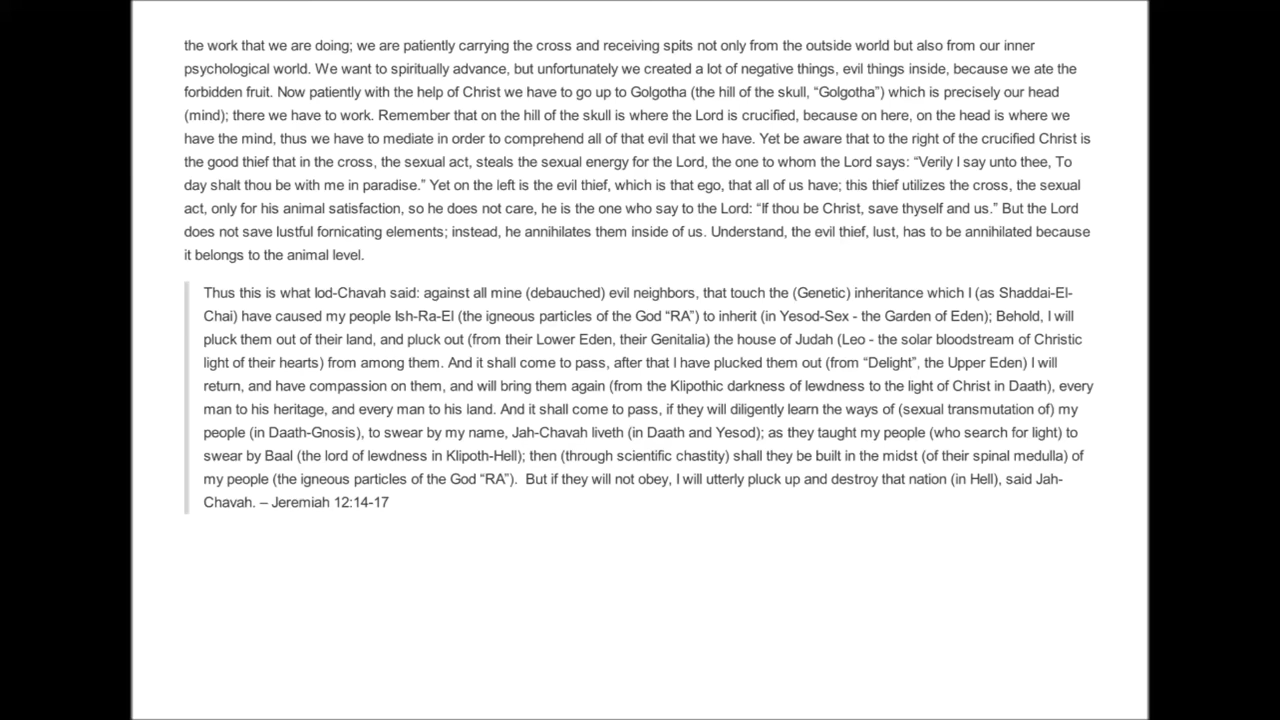 the work that we are doing; we are patiently carrying the cross and receiving spits not only from the outside world but also from our inner
psychological world. We want to spiritually advance, but unfortunately we created a lot of negative things, evil things inside, because we ate the
forbidden fruit. Now patiently with the help of Christ we have to go up to Golgotha (the hill of the skull, “Golgotha”) which is precisely our head
(mind); there we have to work. Remember that on the hill of the skull is where the Lord is crucified, because on here, on the head is where we
have the mind, thus we have to mediate in order to comprehend all of that evil that we have. Yet be aware that to the right of the crucified Christ is
the good thief that in the cross, the sexual act, steals the sexual energy for the Lord, the one to whom the Lord says: “Verily I say unto thee, To
day shalt thou be with me in paradise.” Yet on the left is the evil thief, which is that ego, that all of us have; this thief utilizes the cross, the sexual
act, only for his animal satisfaction, so he does not care, he is the one who say to the Lord: “If thou be Christ, save thyself and us.” But the Lord
does not save lustful fornicating elements; instead, he annihilates them inside of us. Understand, the evil thief, lust, has to be annihilated because
it belongs to the animal level.
Thus this is what Iod-Chavah said: against all mine (debauched) evil neighbors, that touch the (Genetic) inheritance which I (as Shaddai-El-
Chai) have caused my people Ish-Ra-El (the igneous particles of the God “RA”) to inherit (in Yesod-Sex - the Garden of Eden); Behold, I will
pluck them out of their land, and pluck out (from their Lower Eden, their Genitalia) the house of Judah (Leo - the solar bloodstream of Christic
light of their hearts) from among them. And it shall come to pass, after that I have plucked them out (from “Delight”, the Upper Eden) I will
return, and have compassion on them, and will bring them again (from the Klipothic darkness of lewdness to the light of Christ in Daath), every
man to his heritage, and every man to his land. And it shall come to pass, if they will diligently learn the ways of (sexual transmutation of) my
people (in Daath-Gnosis), to swear by my name, Jah-Chavah liveth (in Daath and Yesod); as they taught my people (who search for light) to
swear by Baal (the lord of lewdness in Klipoth-Hell); then (through scientific chastity) shall they be built in the midst (of their spinal medulla) of
my people (the igneous particles of the God “RA”). But if they will not obey, I will utterly pluck up and destroy that nation (in Hell), said Jah-
Chavah. – Jeremiah 12:14-17